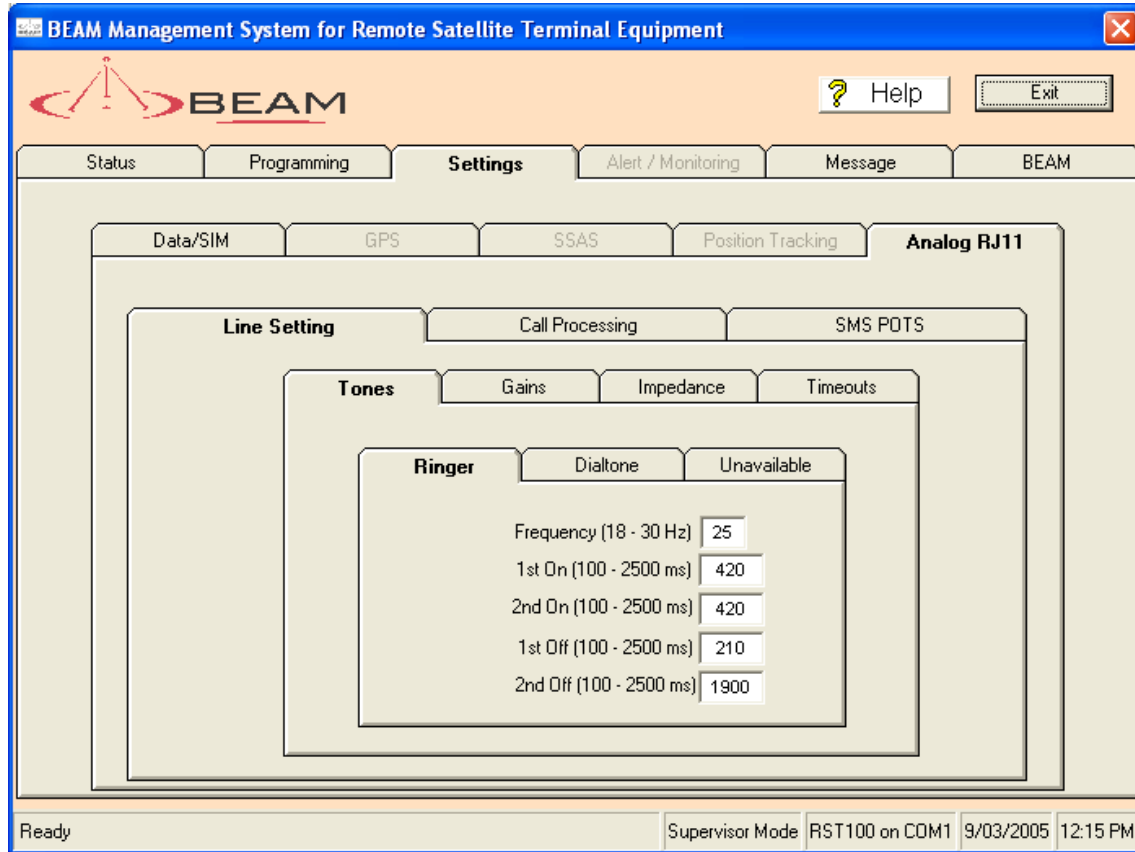 BEAM Management System for Remote Satellite Terminal Equipment
BEAM
? Help Exit
Status Programming Settings Alert / Monitoring Message BEAM
Data/SIM GPS SSAS Position Tracking Analog RJ11
Line Setting Call Processing SMS POTS
Tones Gains Impedance Timeouts
Ringer Dialtone Unavailable
Frequency (18 - 30 Hz) 25
1st On (100 - 2500 ms) 420
2nd On (100 - 2500 ms) 420
1st Off (100 - 2500 ms) 210
2nd Off (100 - 2500 ms) 1900
Ready Supervisor Mode RST100 on COM1 9/03/2005 12:15 PM